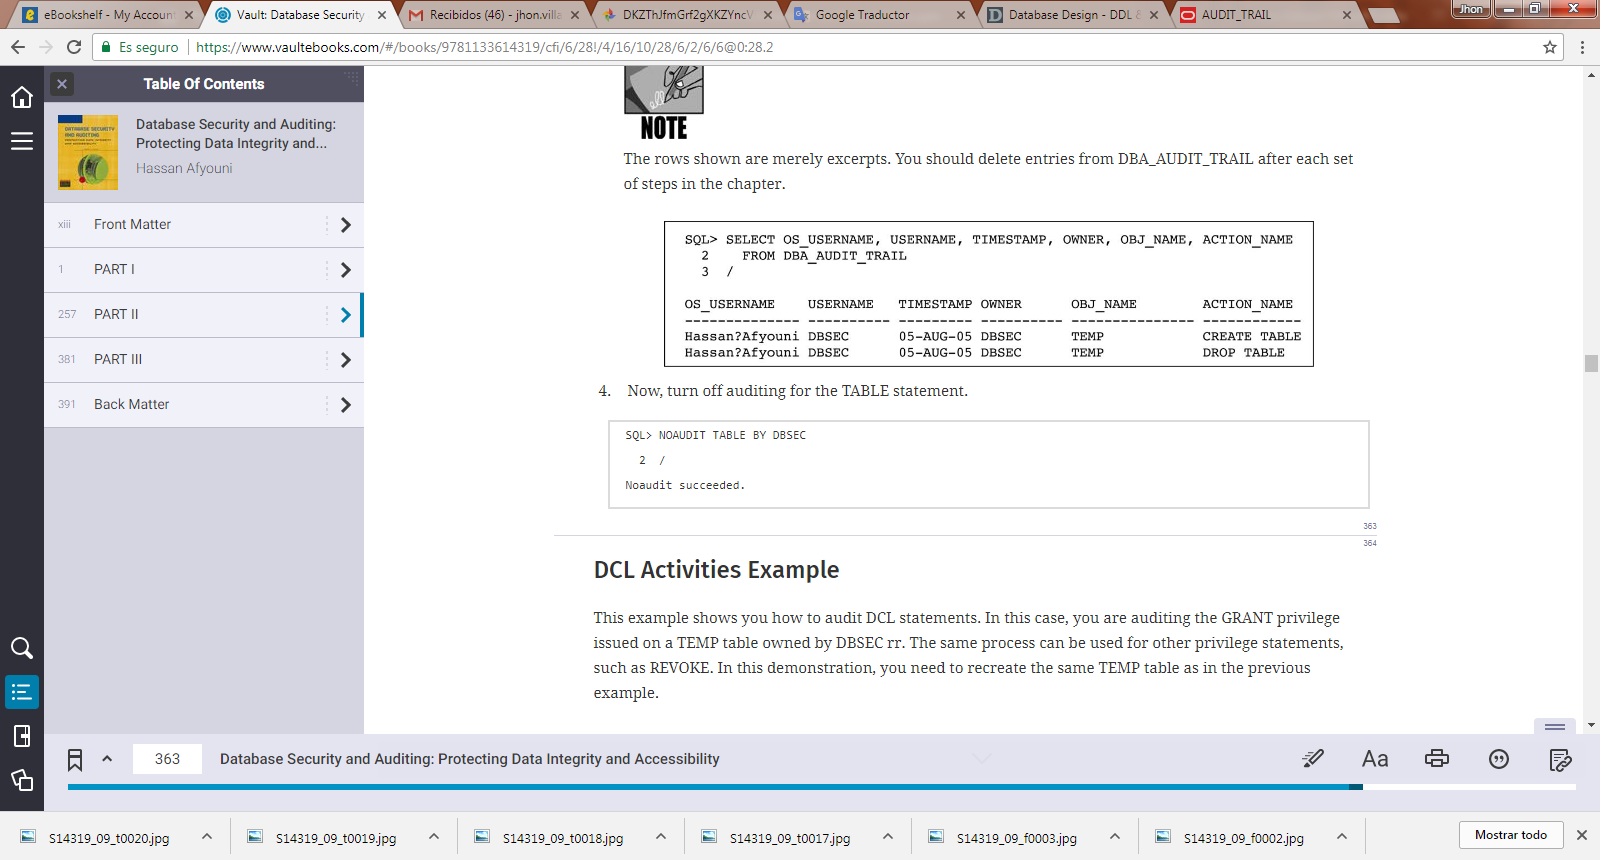 eBookshelf - My Account
Vault: Database Security
Recibidos (46) - jhon.villa
DKZThJfmGrf2gXKZYncV
Google Traductor
Database Design - DDL &
AUDIT_TRAIL
Jhon
Es seguro
https://www.vaultebooks.com/#/books/9781133614319/cfi/6/28!/4/16/10/28/6/2/6/6@0:28.2
Table Of Contents
Database Security and Auditing:
Protecting Data Integrity and...
Hassan Afyouni
xiii Front Matter
1 PART I
257 PART II
381 PART III
391 Back Matter
NOTE
The rows shown are merely excerpts. You should delete entries from DBA_AUDIT_TRAIL after each set
of steps in the chapter.
SQL> SELECT OS_USERNAME, USERNAME, TIMESTAMP, OWNER, OBJ_NAME, ACTION_NAME
2 FROM DBA_AUDIT_TRAIL
3 /
OS_USERNAME USERNAME TIMESTAMP OWNER OBJ_NAME ACTION_NAME
-------------- ---------- --------- ---------- --------------- ------------
Hassan?Afyouni DBSEC 05-AUG-05 DBSEC TEMP CREATE TABLE
Hassan?Afyouni DBSEC 05-AUG-05 DBSEC TEMP DROP TABLE
4. Now, turn off auditing for the TABLE statement.
SQL> NOAUDIT TABLE BY DBSEC
2 /
Noaudit succeeded.
363
364
DCL Activities Example
This example shows you how to audit DCL statements. In this case, you are auditing the GRANT privilege
issued on a TEMP table owned by DBSEC rr. The same process can be used for other privilege statements,
such as REVOKE. In this demonstration, you need to recreate the same TEMP table as in the previous
example.
363 Database Security and Auditing: Protecting Data Integrity and Accessibility
Aa
S14319_09_t0020.jpg
S14319_09_t0019.jpg
S14319_09_t0018.jpg
S14319_09_t0017.jpg
S14319_09_f0003.jpg
S14319_09_f0002.jpg
Mostrar todo